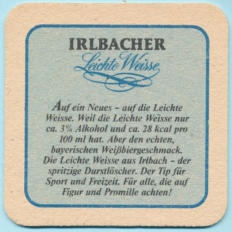 IRLBACHER
Leichte Weisse
Auf ein Neues - auf die Leichte
Weisse. Weil die Leichte Weisse nur
ca. 3% Alkohol und ca. 28 kcal pro
100 ml hat. Aber den echten,
bayerischen Weißbiergeschmack.
Die Leichte Weisse aus Irlbach - der
spritzige Durstlöscher. Der Tip für
Sport und Freizeit. Für alle, die auf
Figur und Promille achten!